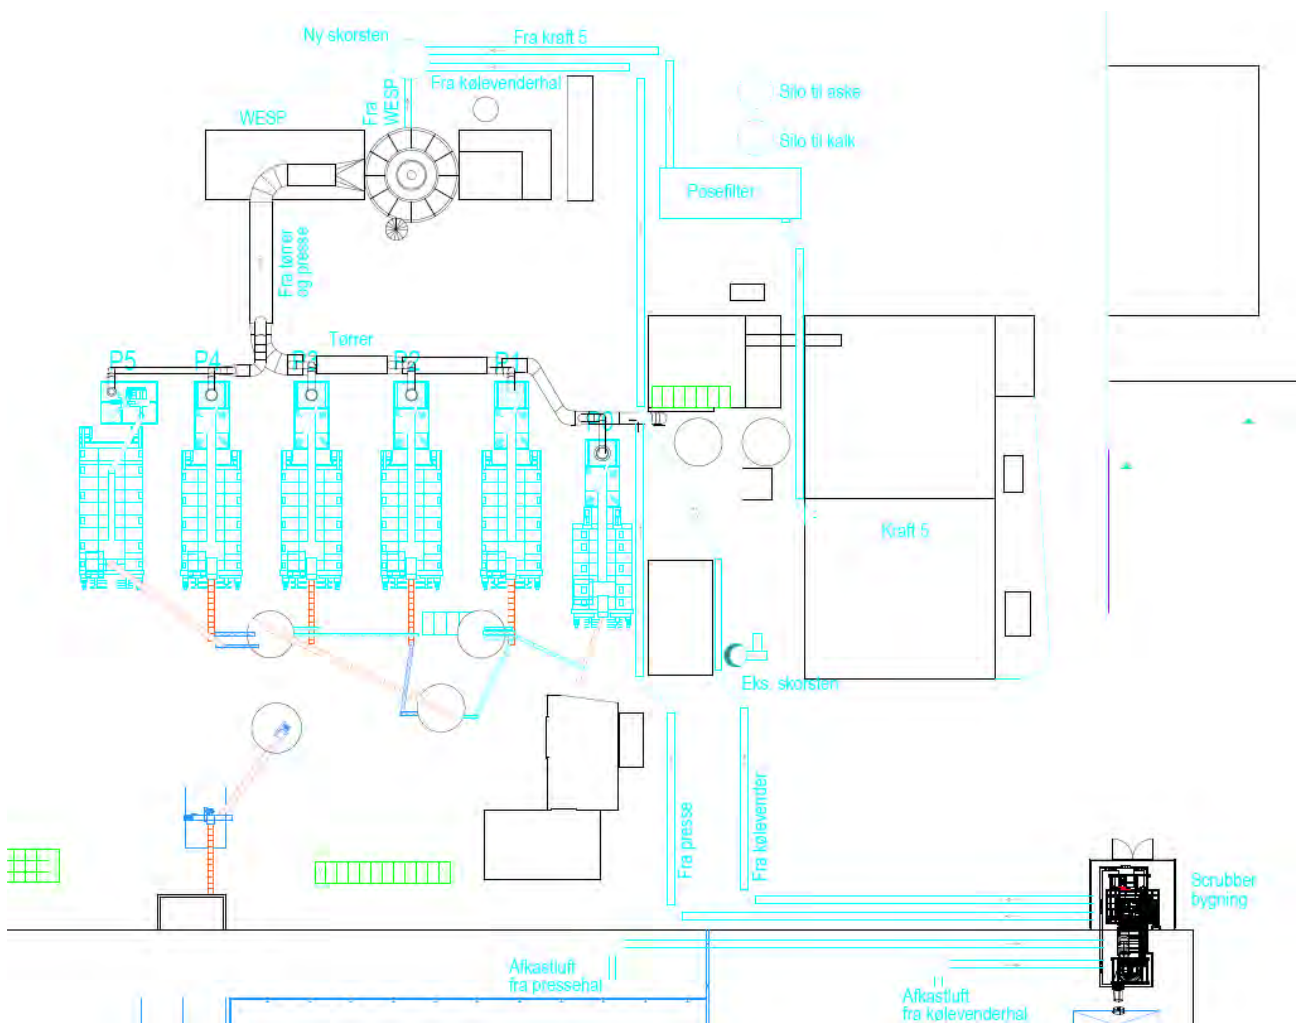 Ny skorsten
Fra kraft 5
Fra kølevenderhal
Fra
WESP
WESP
Silo til aske
Silo til kalk
Posefilter
Fra tørrer
og presse
Tørrer
P5
P4
P3
P2
P1
P0
Kraft 5
Eks. skorsten
Fra presse
Fra kølevender
Scrubber
bygning
Afkastluft
fra pressehal
Afkastluft
fra kølevenderhal